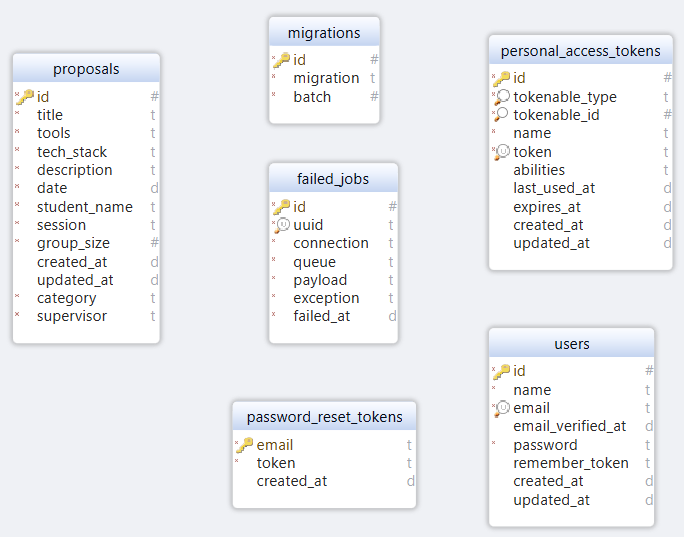 proposals
id #
title t
tools t
tech_stack t
description t
date d
student_name t
session t
group_size #
created_at d
updated_at d
category t
supervisor t
migrations
id #
migration t
batch #
failed_jobs
id #
uuid t
connection t
queue t
payload t
exception t
failed_at d
password_reset_tokens
email t
token t
created_at d
personal_access_tokens
id #
tokenable_type t
tokenable_id #
name t
token t
abilities t
last_used_at d
expires_at d
created_at d
updated_at d
users
id #
name t
email t
email_verified_at d
password t
remember_token t
created_at d
updated_at d